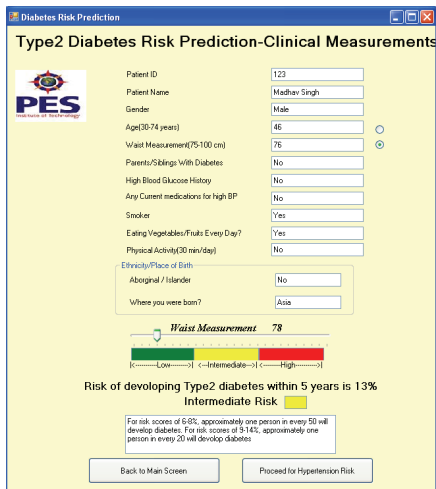 Diabetes Risk Prediction
Type2 Diabetes Risk Prediction-Clinical Measurements
PES
Institute of Technology
Patient ID 123
Patient Name Madhav Singh
Gender Male
Age(30-74 years) 46
Waist Measurement(75-100 cm) 76
Parents/Siblings With Diabetes No
High Blood Glucose History No
Any Current medications for high BP No
Smoker Yes
Eating Vegetables/Fruits Every Day? Yes
Physical Activity(30 min/day) No
Ethnicity/Place of Birth
Aborginal / Islander No
Where you were born? Asia
Waist Measurement 78
|<----------Low-------->| <---Intermediate--->| <--------High---------->|
Risk of devoloping Type2 diabetes within 5 years is 13%
Intermediate Risk
For risk scores of 6-8%, approximately one person in every 50 will
develop diabetes. For risk scores of 9-14%, approximately one
person in every 20 will devolop diabetes
Back to Main Screen Proceed for Hypertension Risk